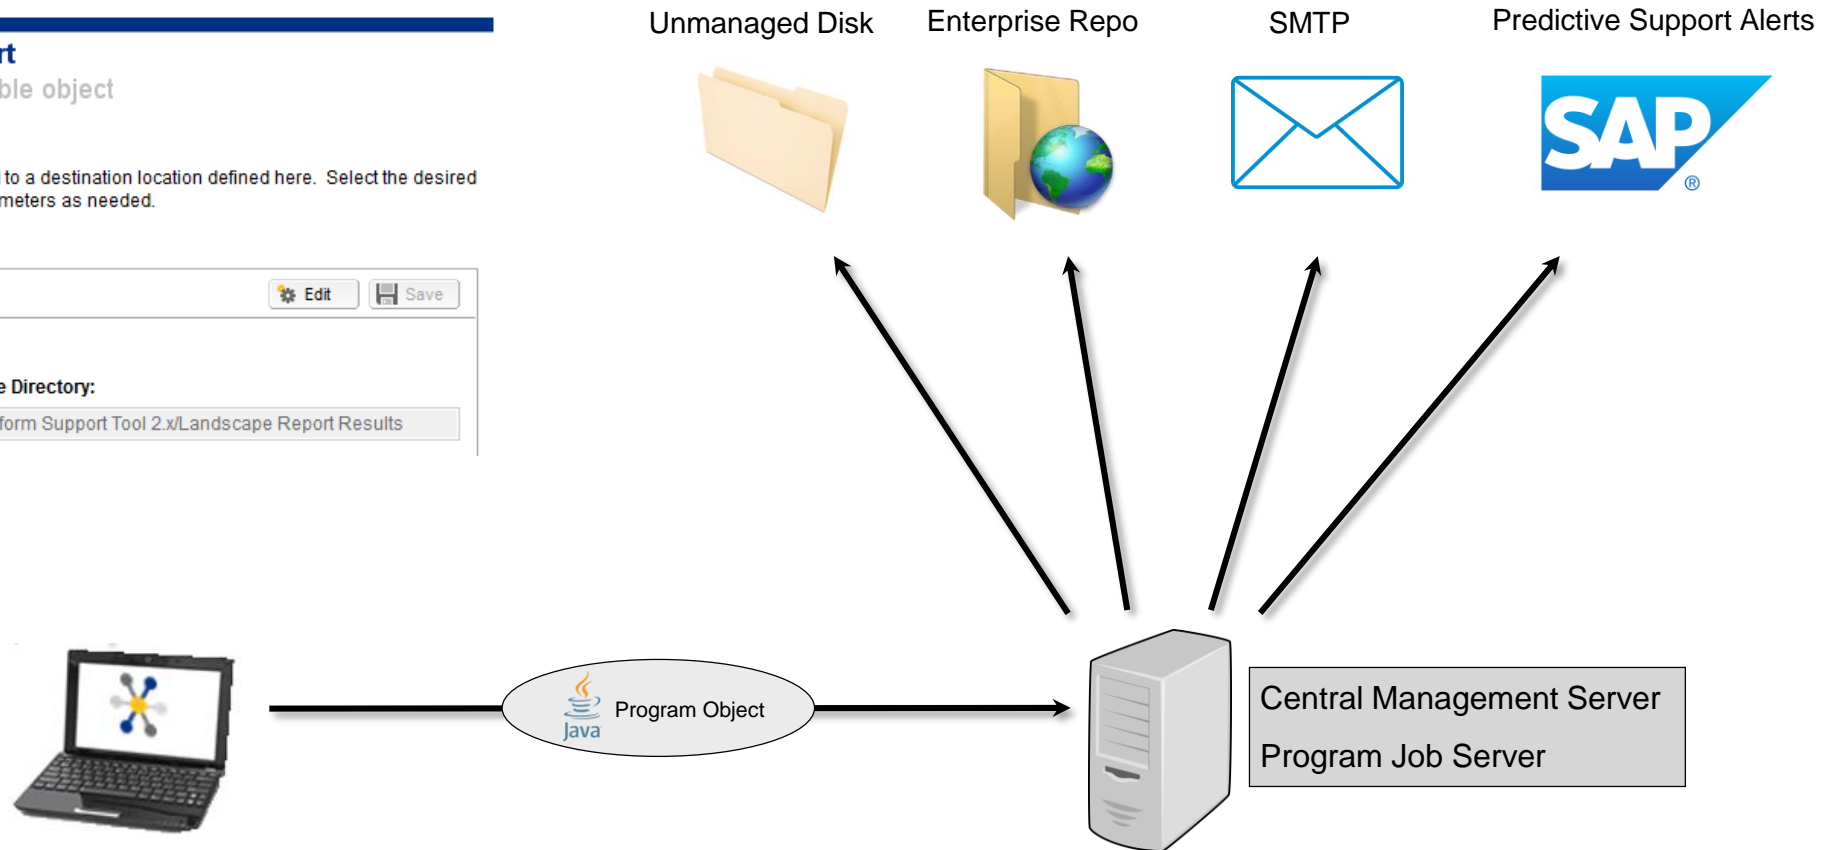 rt
ble object
to a destination location defined here. Select the desired
meters as needed.
Edit
Save
e Directory:
form Support Tool 2.x/Landscape Report Results
Unmanaged Disk
Enterprise Repo
SMTP
Predictive Support Alerts
SAP
®
Java
Program Object
Central Management Server
Program Job Server